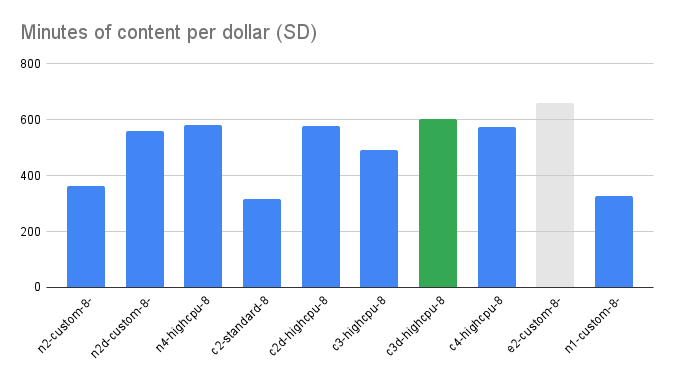 Minutes of content per dollar (SD)
800
600
400
200
0
n2-custom-8-
n2d-custom-8-
n4-highcpu-8
c2-standard-8
c2d-highcpu-8
c3-highcpu-8
c3d-highcpu-8
c4-highcpu-8
e2-custom-8-
n1-custom-8-